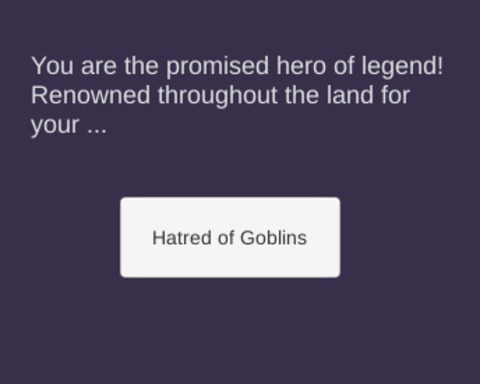 You are the promised hero of legend!
Renowned throughout the land for
your ...
Hatred of Goblins